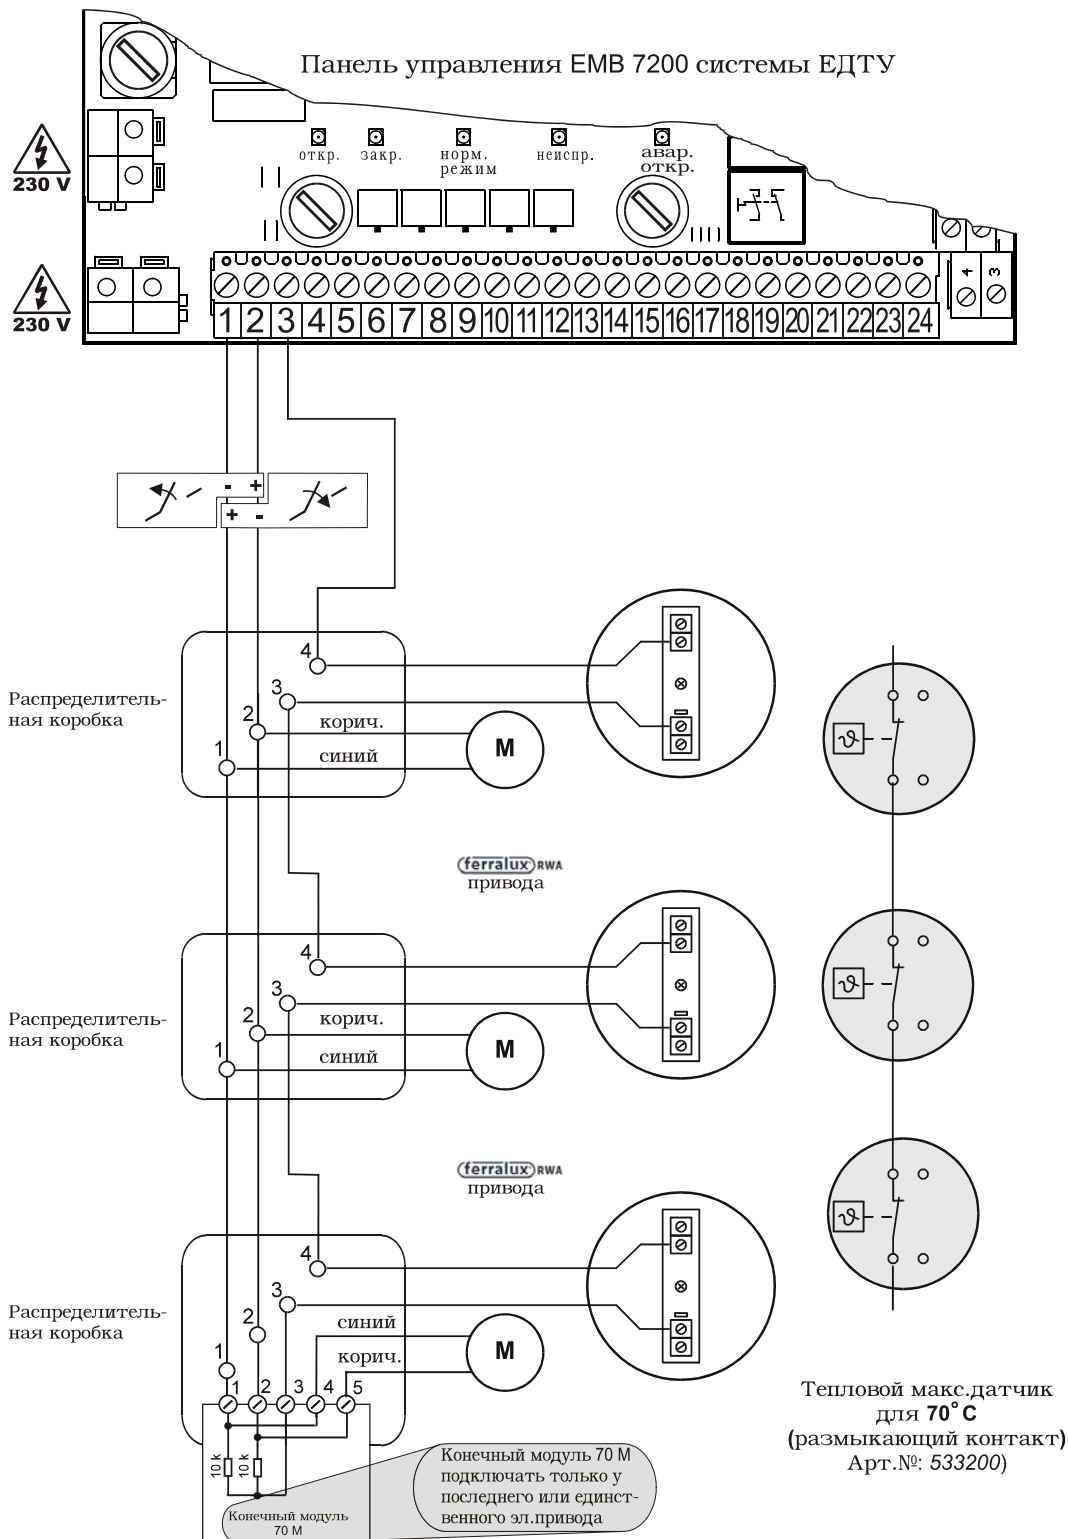 Панель управления EMB 7200 системы ЕДТУ
откр.
закр.
норм.
режим
неиспр.
авар.
откр.
230 V
230 V
4
3
1 2 3 4 5 6 7 8 9 10 11 12 13 14 15 16 17 18 19 20 21 22 23 24
- +
+ -
Распределитель-
ная коробка
4
3
2
1
корич.
синий
M
ϑ
ferralux RWA
привода
Распределитель-
ная коробка
4
3
2
1
корич.
синий
M
ϑ
ferralux RWA
привода
Распределитель-
ная коробка
4
3
2
1
синий
корич.
M
ϑ
1 2 3 4 5
10 k
10 k
Конечный модуль
70 М
Конечный модуль 70 М
подключать только у
последнего или единст-
венного эл.привода
Тепловой макс.датчик
для 70°C
(размыкающий контакт)
Арт.№: 533200)